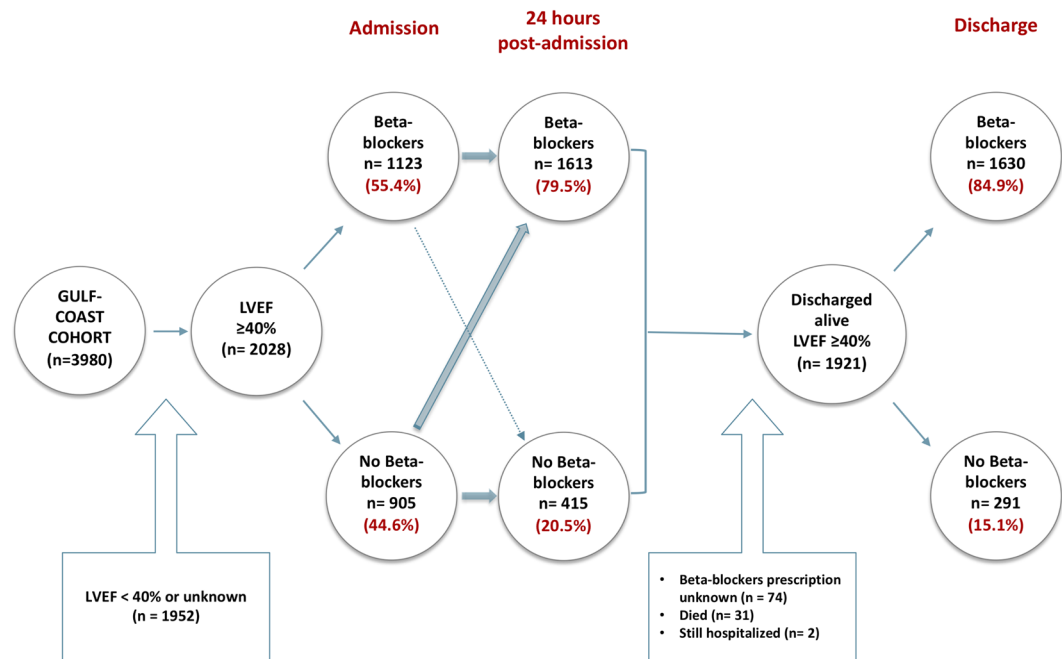 Admission
24 hours
post-admission
Discharge
Beta-
blockers
n= 1123
(55.4%)
Beta-
blockers
n= 1613
(79.5%)
Beta-
blockers
n= 1630
(84.9%)
GULF-
COAST
COHORT
(n=3980)
LVEF
≥40%
(n= 2028)
Discharged
alive
LVEF ≥40%
(n= 1921)
No Beta-
blockers
n= 905
(44.6%)
No Beta-
blockers
n= 415
(20.5%)
No Beta-
blockers
n= 291
(15.1%)
LVEF < 40% or unknown
(n = 1952)
• Beta-blockers prescription
unknown (n = 74)
• Died (n= 31)
• Still hospitalized (n= 2)